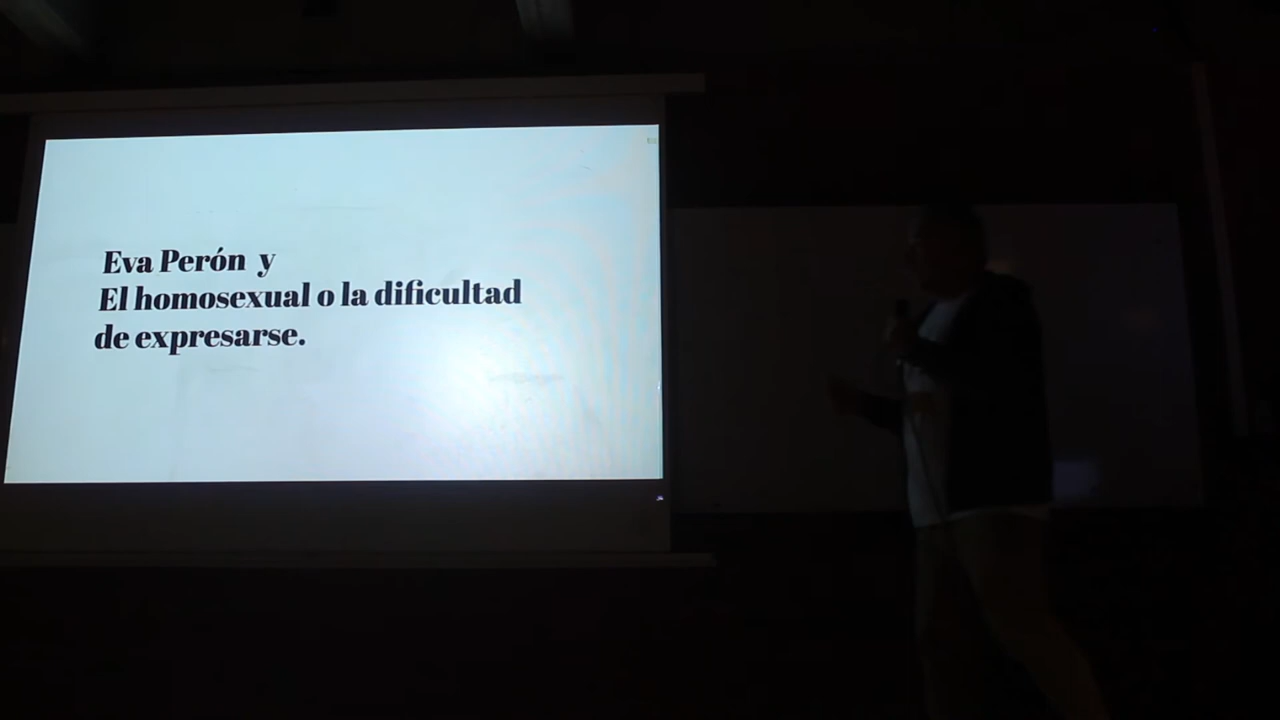 Eva Perón y
El homosexual o la dificultad
de expresarse.